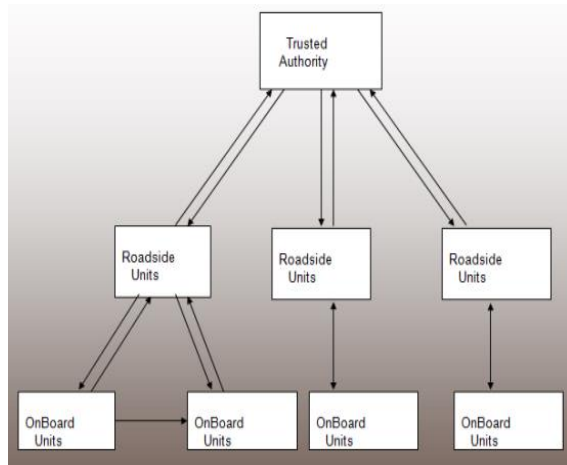 Trusted
Authority
Roadside
Units
Roadside
Units
Roadside
Units
OnBoard
Units
OnBoard
Units
OnBoard
Units
OnBoard
Units